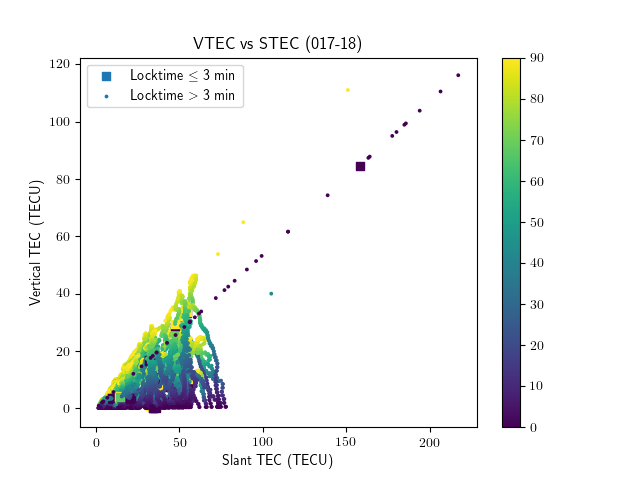 VTEC vs STEC (017-18)
Locktime ≤ 3 min
Locktime > 3 min
120
100
80
60
40
20
0
Vertical TEC (TECU)
0 50 100 150 200
Slant TEC (TECU)
90
80
70
60
50
40
30
20
10
0